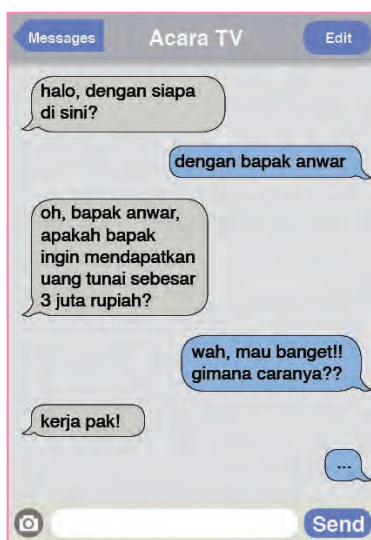 Messages
Acara TV
Edit
halo, dengan siapa
di sini?
dengan bapak anwar
oh, bapak anwar,
apakah bapak
ingin mendapatkan
uang tunai sebesar
3 juta rupiah?
wah, mau banget!!
gimana caranya??
kerja pak!
...
Send